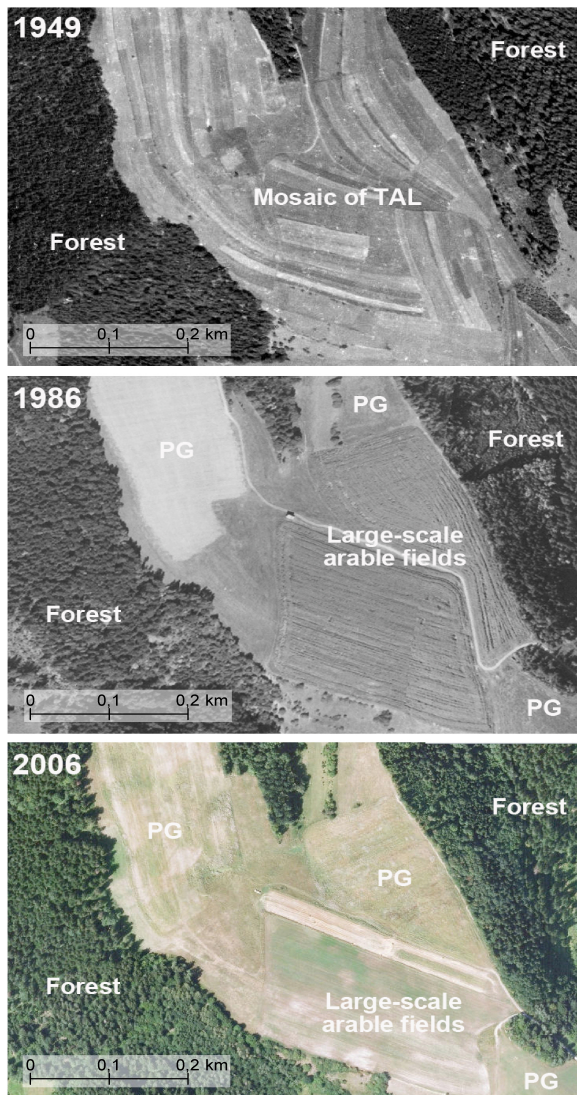 1949
Forest
Mosaic of TAL
Forest
0 0,1 0,2 km
1986
PG
PG
Forest
Large-scale
arable fields
Forest
0 0,1 0,2 km
PG
2006
Forest
PG
PG
Forest
Large-scale
arable fields
0 0,1 0,2 km
PG